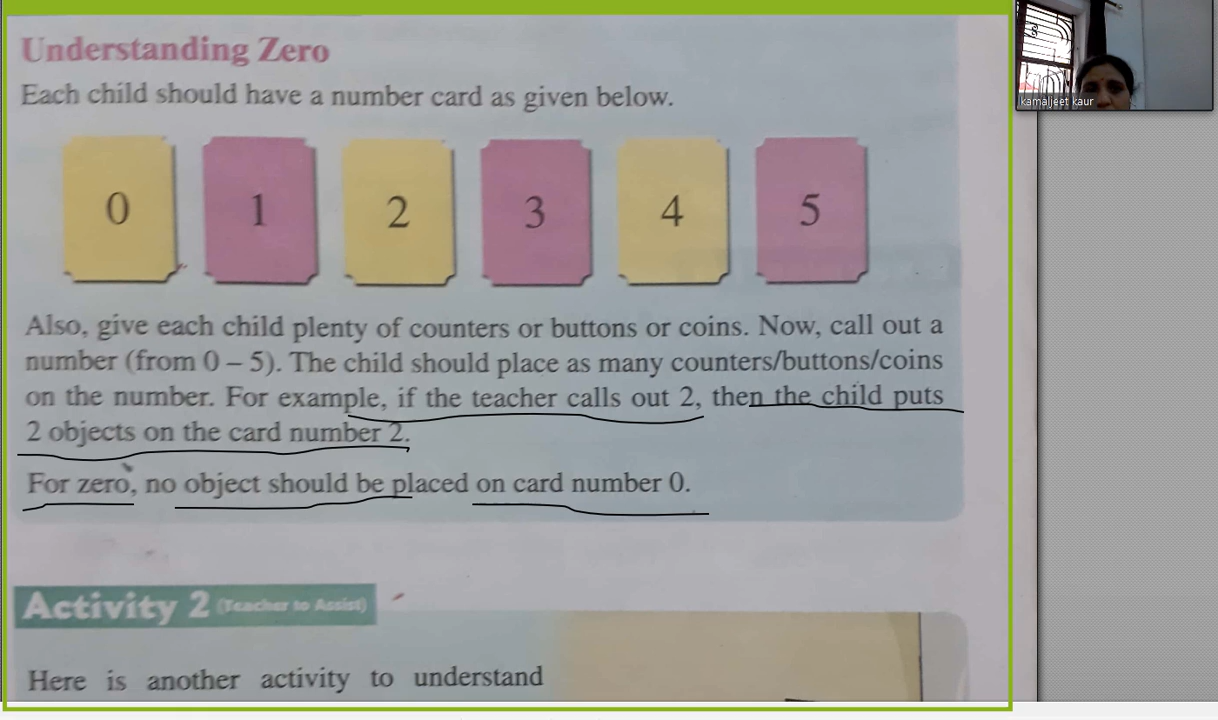 Understanding Zero
Each child should have a number card as given below.
0 1 2 3 4 5
Also, give each child plenty of counters or buttons or coins. Now, call out a
number (from 0 – 5). The child should place as many counters/buttons/coins
on the number. For example, if the teacher calls out 2, then the child puts
2 objects on the card number 2.
For zero, no object should be placed on card number 0.
Activity 2 (Teacher to Assist)
Here is another activity to understand
kamaljeet kaur